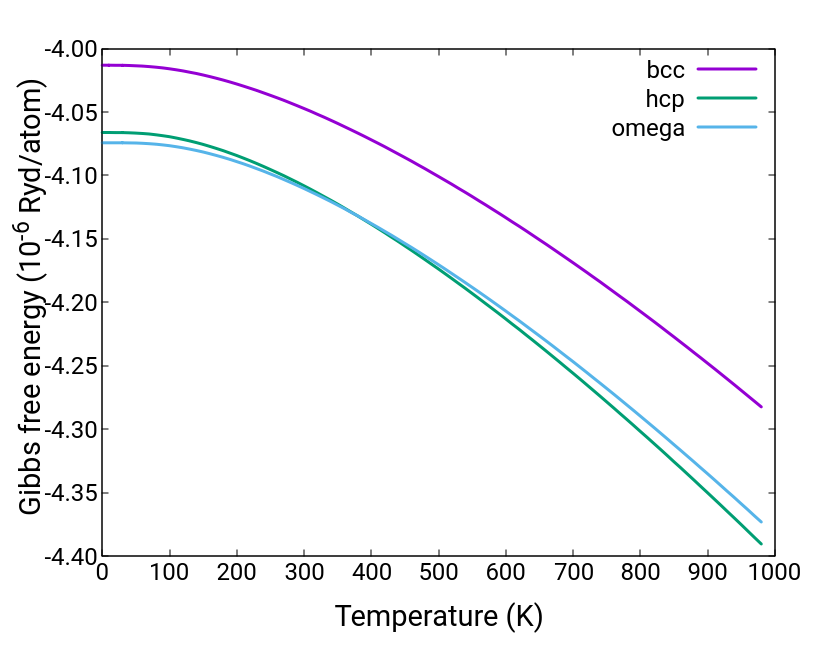 -4.00
-4.05
-4.10
-4.15
-4.20
-4.25
-4.30
-4.35
-4.40
Gibbs free energy (10-6 Ryd/atom)
bcc
hcp
omega
0 100 200 300 400 500 600 700 800 900 1000
Temperature (K)